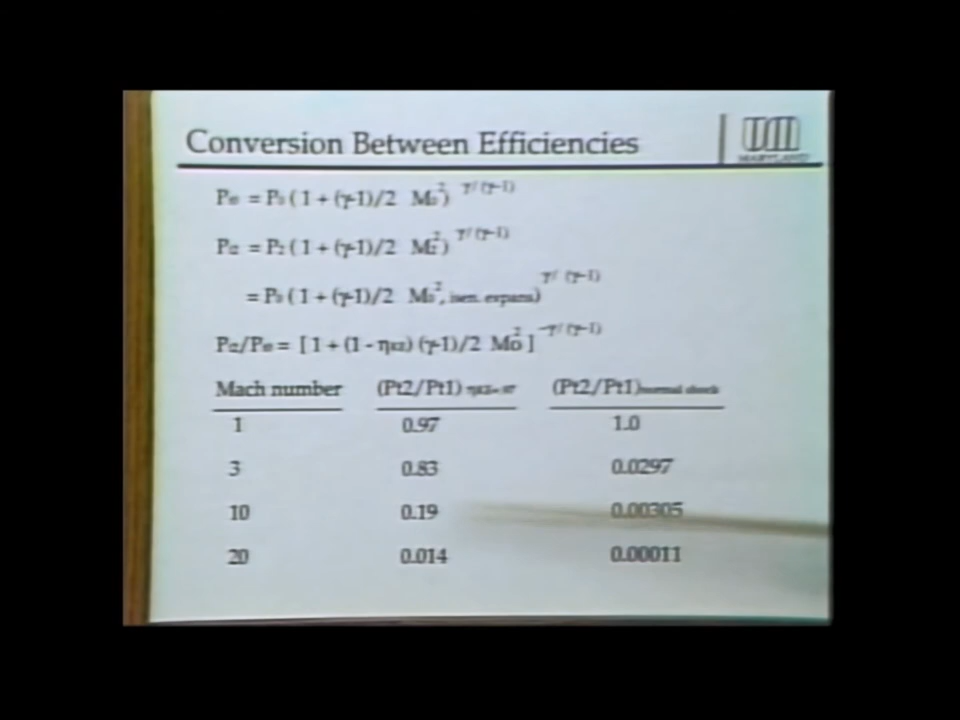 Conversion Between Efficiencies
MARYLAND
Pt0 = P0 ( 1 + (γ-1)/2 M0²) γ/(γ-1)
Pt2 = P2 ( 1 + (γ-1)/2 M2²) γ/(γ-1)
= P0 ( 1 + (γ-1)/2 M0², isen. expans) γ/(γ-1)
Pt2/Pt0 = [ 1 + (1 - ηKE) (γ-1)/2 M0² ] -γ/(γ-1)
Mach number (Pt2/Pt1) (Pt2/Pt1)normal shock
1 0.97 1.0
3 0.83 0.0297
10 0.19 0.00305
20 0.014 0.00011